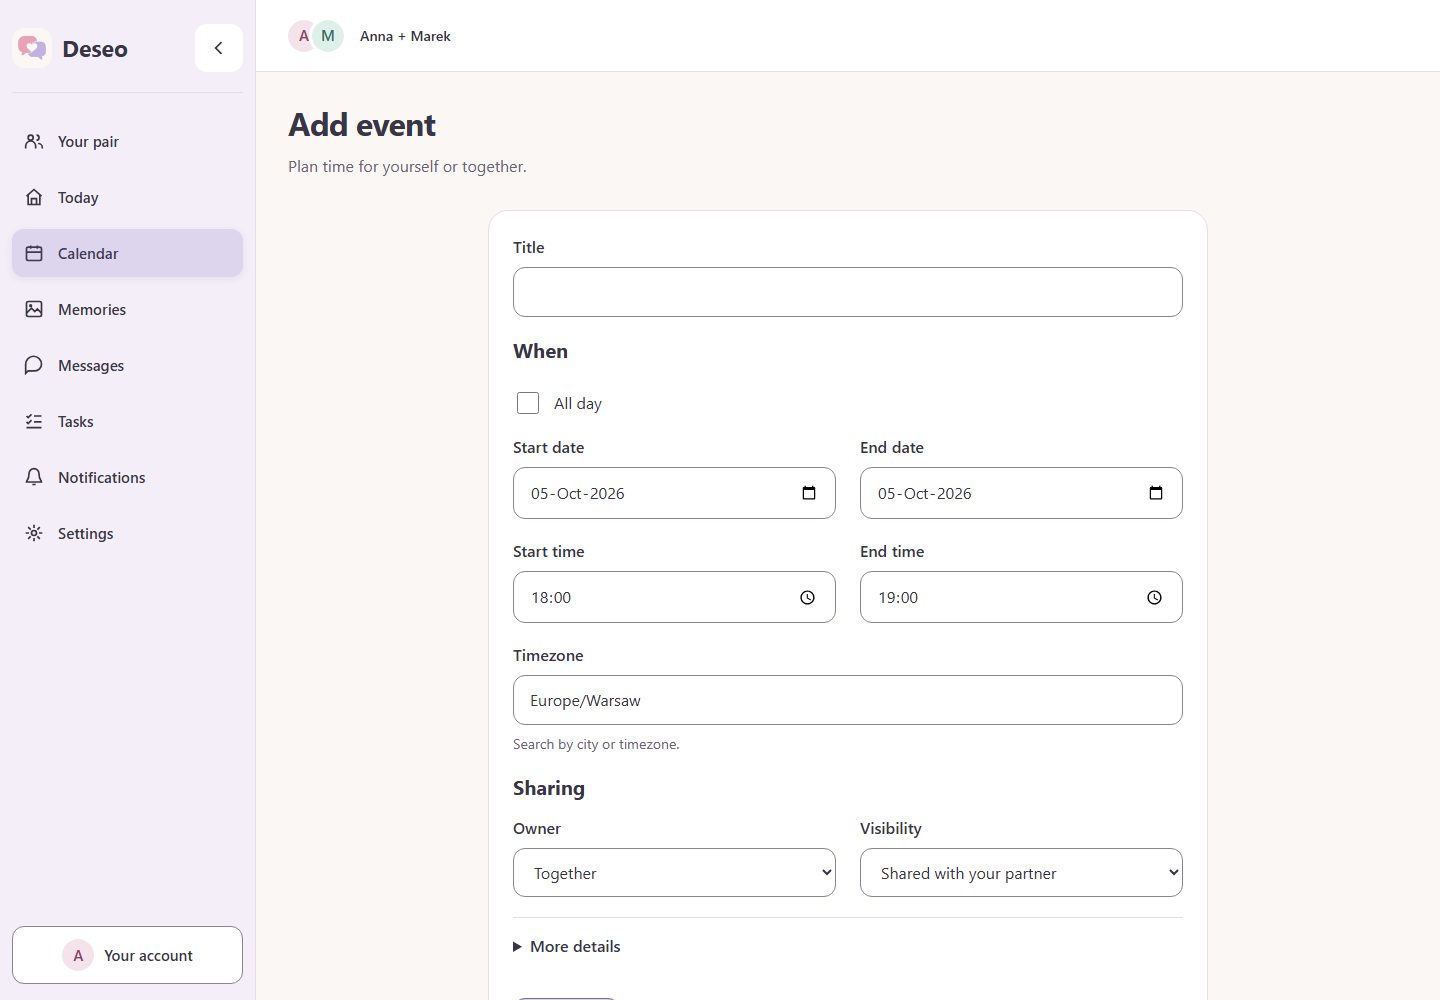 Deseo
Your pair
Today
Calendar
Memories
Messages
Tasks
Notifications
Settings
A Your account
A M Anna + Marek
Add event
Plan time for yourself or together.
Title
When
All day
Start date End date
05-Oct-2026 05-Oct-2026
Start time End time
18:00 19:00
Timezone
Europe/Warsaw
Search by city or timezone.
Sharing
Owner Visibility
Together Shared with your partner
More details